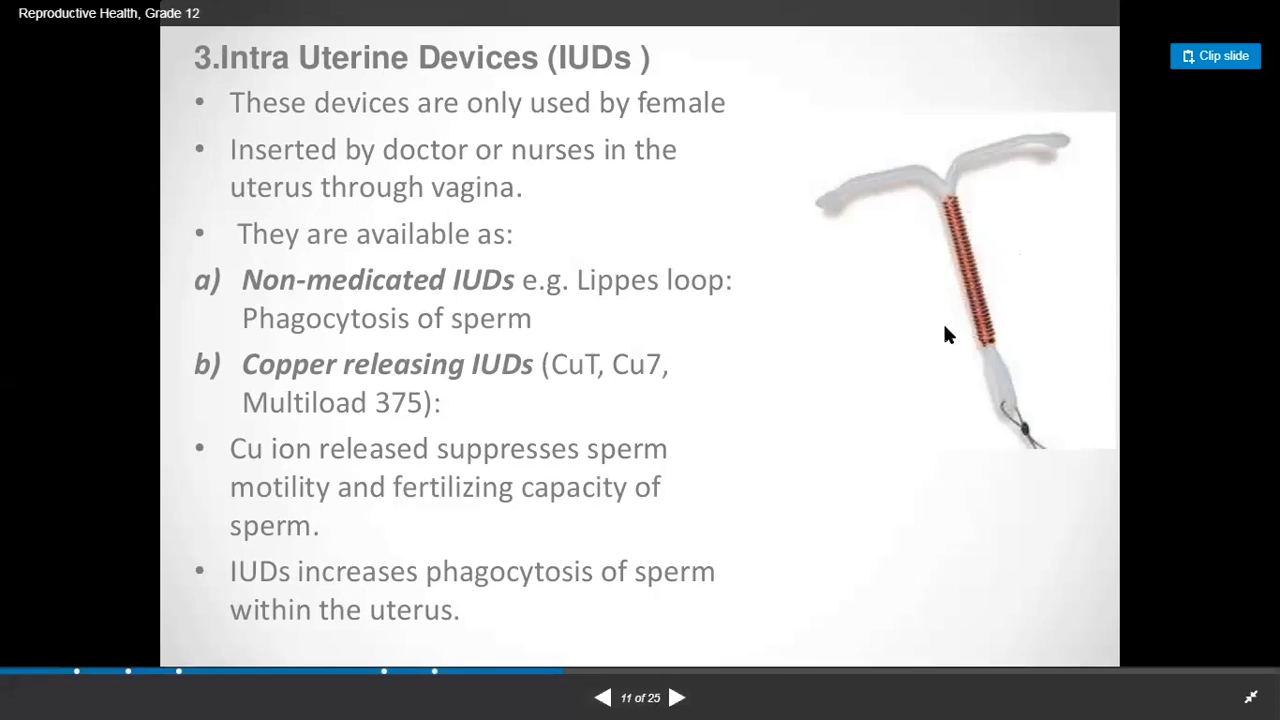 Reproductive Health, Grade 12
Clip slide
3.Intra Uterine Devices (IUDs )
• These devices are only used by female
• Inserted by doctor or nurses in the
uterus through vagina.
• They are available as:
a) Non-medicated IUDs e.g. Lippes loop:
Phagocytosis of sperm
b) Copper releasing IUDs (CuT, Cu7,
Multiload 375):
• Cu ion released suppresses sperm
motility and fertilizing capacity of
sperm.
• IUDs increases phagocytosis of sperm
within the uterus.
11 of 25